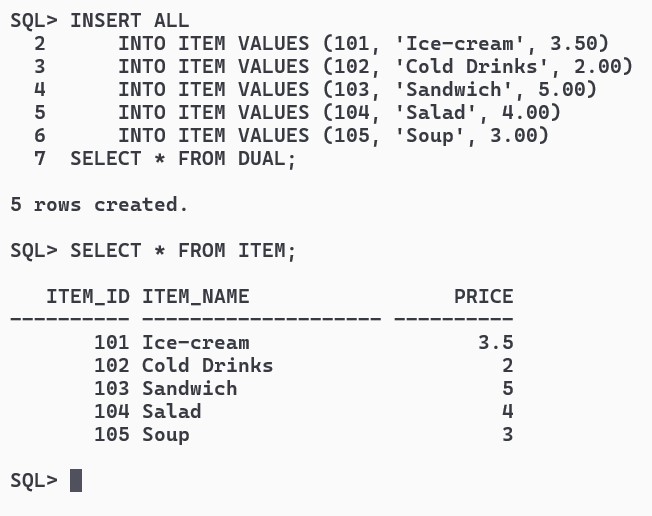 SQL> INSERT ALL
  2      INTO ITEM VALUES (101, 'Ice-cream', 3.50)
  3      INTO ITEM VALUES (102, 'Cold Drinks', 2.00)
  4      INTO ITEM VALUES (103, 'Sandwich', 5.00)
  5      INTO ITEM VALUES (104, 'Salad', 4.00)
  6      INTO ITEM VALUES (105, 'Soup', 3.00)
  7  SELECT * FROM DUAL;

5 rows created.

SQL> SELECT * FROM ITEM;

   ITEM_ID ITEM_NAME                 PRICE
---------- -------------------- ----------
       101 Ice-cream                   3.5
       102 Cold Drinks                   2
       103 Sandwich                      5
       104 Salad                         4
       105 Soup                          3

SQL>